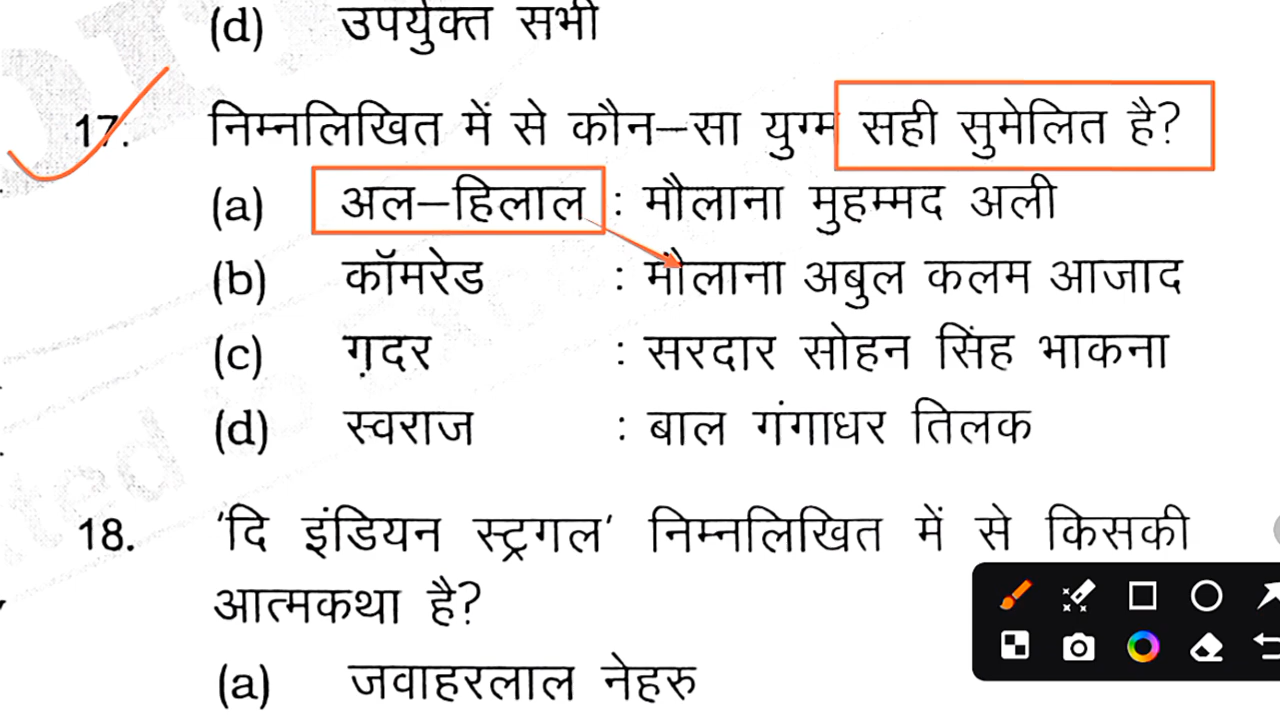 (d) उपर्युक्त सभी
17. निम्नलिखित में से कौन–सा युग्म सही सुमेलित है?
(a) अल–हिलाल : मौलाना मुहम्मद अली
(b) कॉमरेड : मौलाना अबुल कलम आजाद
(c) ग़दर : सरदार सोहन सिंह भाकना
(d) स्वराज : बाल गंगाधर तिलक
18. 'दि इंडियन स्ट्रगल' निम्नलिखित में से किसकी
आत्मकथा है?
(a) जवाहरलाल नेहरु